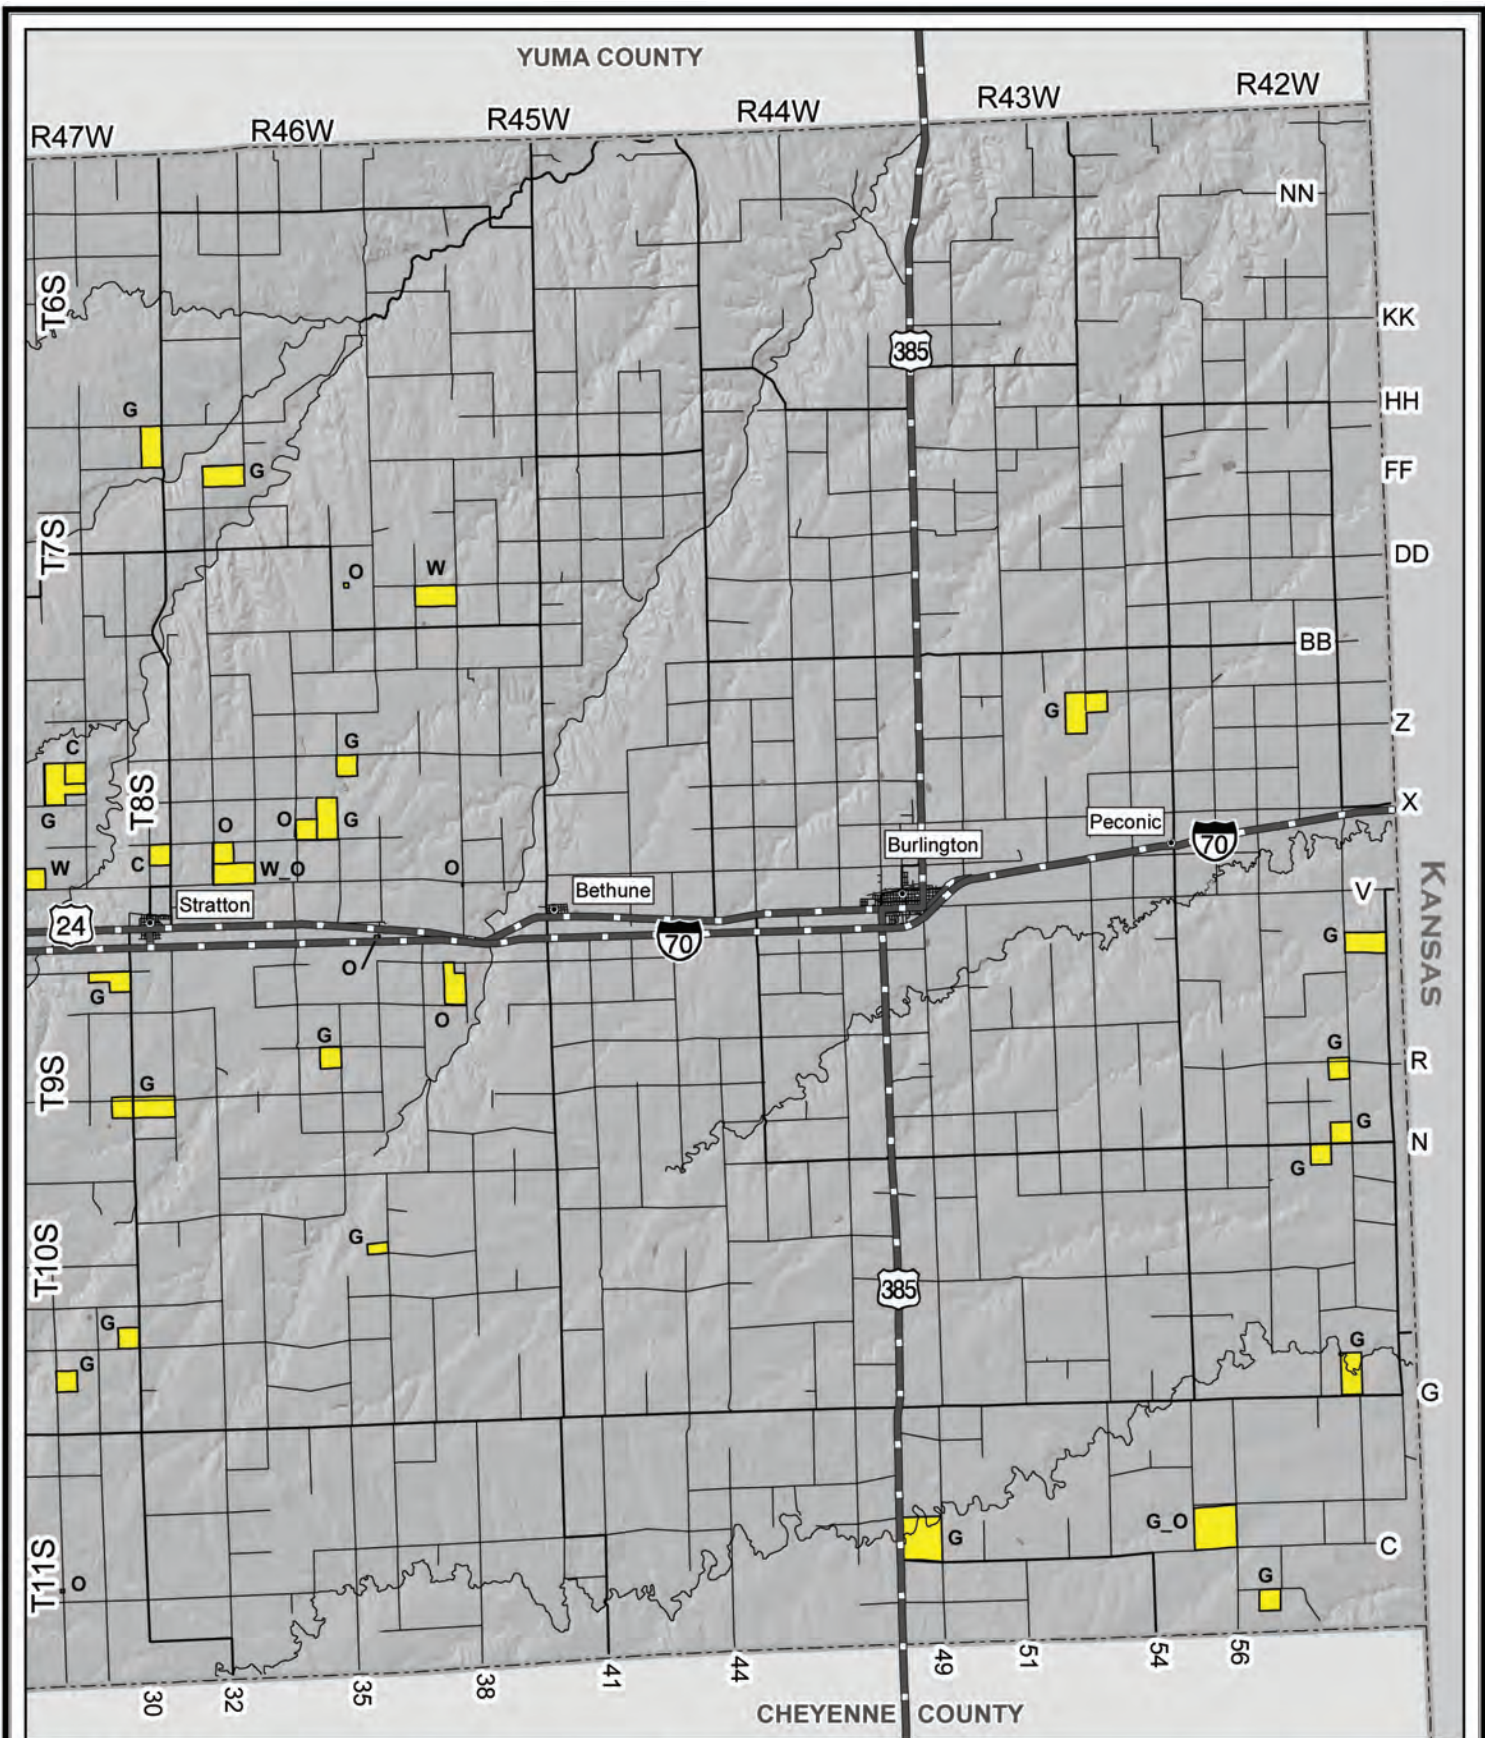 YUMA COUNTY
R47W R46W R45W R44W R43W R42W
NN
T6S
KK
385
HH
G
G
FF
T7S
DD
O
W
BB
G
Z
C
G
T8S
X
G
O
G
O
Peconic
70
Burlington
W
C
W_O
O
KANSAS
Stratton
Bethune
V
24
70
G
O
G
O
G
G
R
T9S
G
G
N
G
G
T10S
385
G
G
G
G
G_O
G
C
T11S
O
G
30 32 35 38 41 44 49 51 54 56
CHEYENNE COUNTY